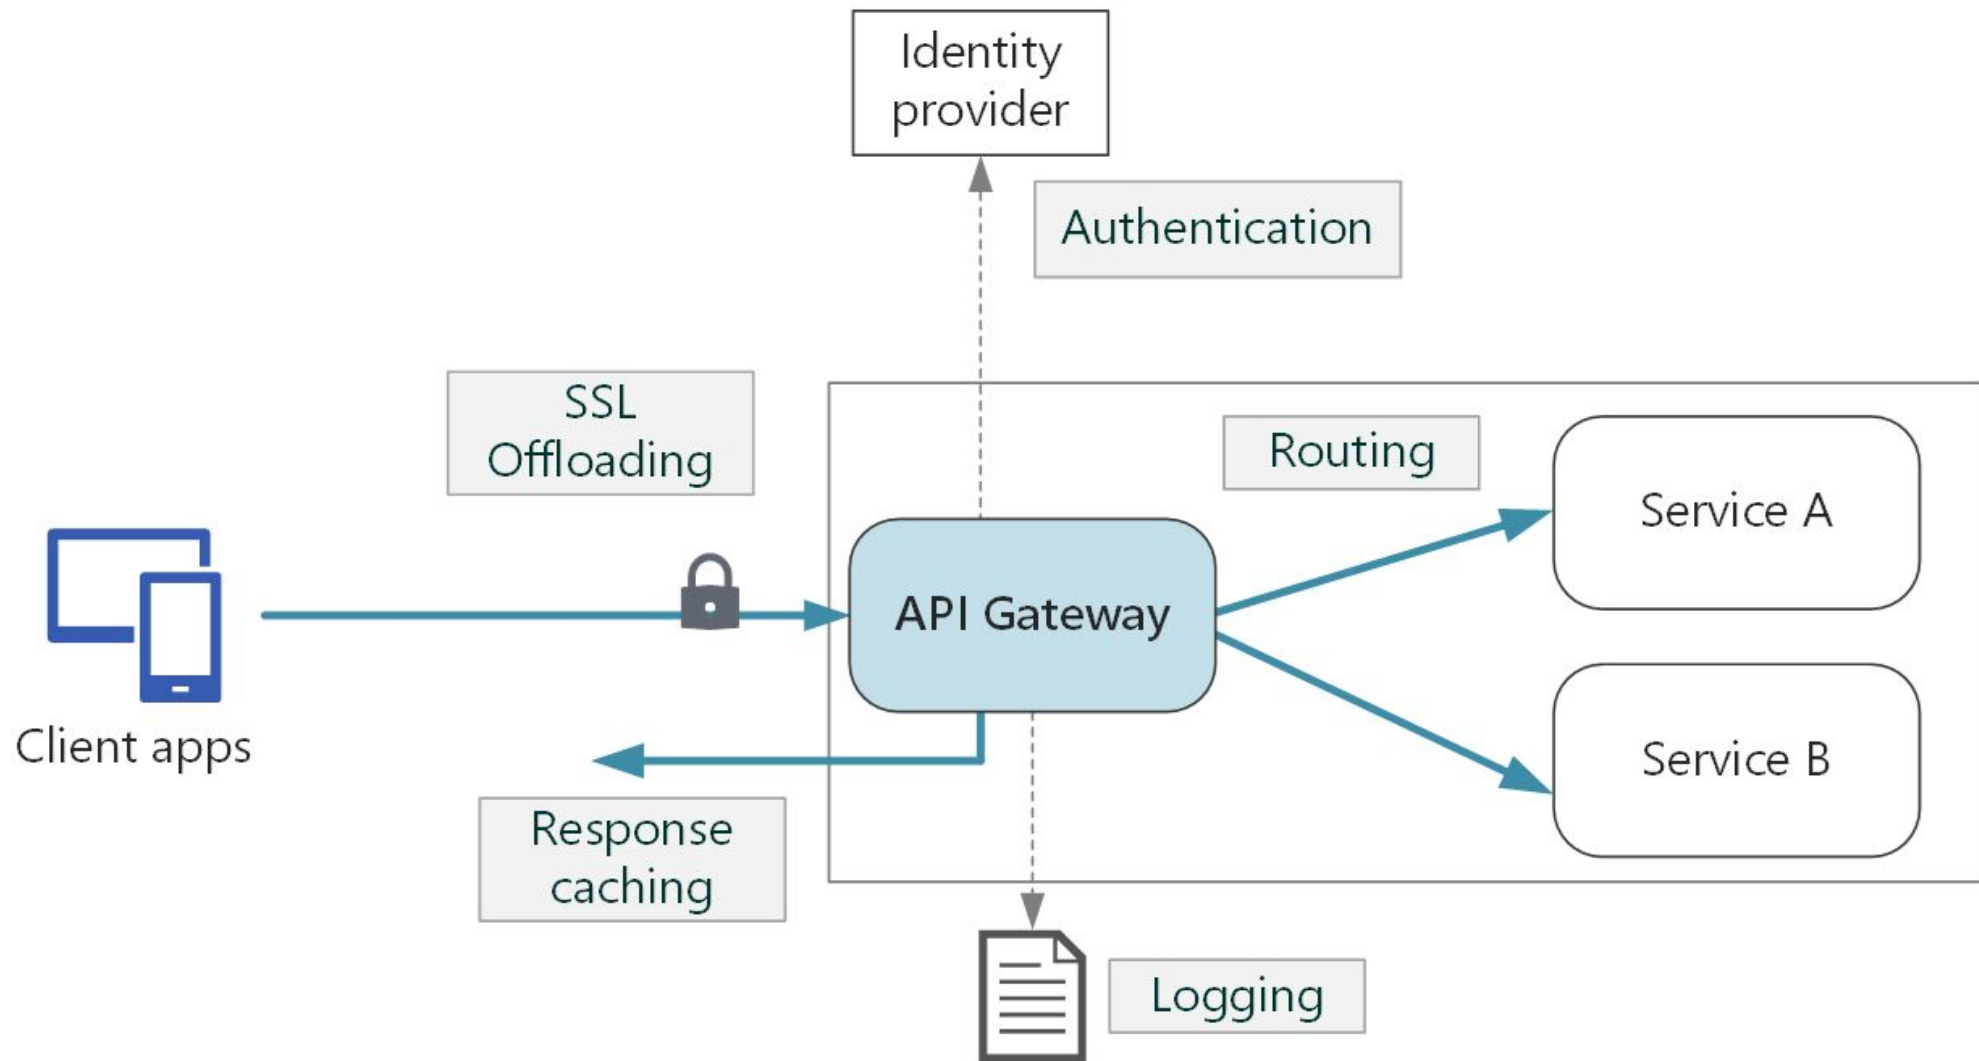 Identity
provider
Authentication
SSL
Offloading
Routing
Service A
API Gateway
Client apps
Service B
Response
caching
Logging